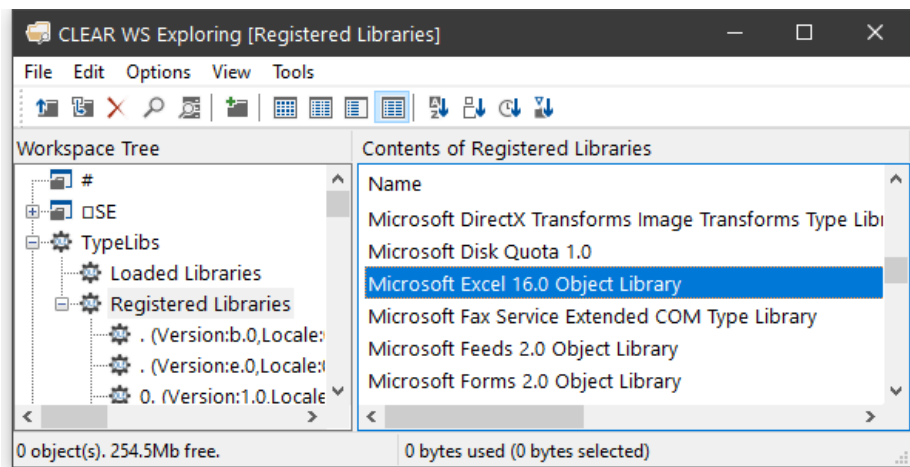 CLEAR WS Exploring [Registered Libraries]
File Edit Options View Tools
Workspace Tree
#
□SE
TypeLibs
Loaded Libraries
Registered Libraries
. (Version:b.0,Locale:
. (Version:e.0,Locale:
0. (Version:1.0.Locale
Contents of Registered Libraries
Name
Microsoft DirectX Transforms Image Transforms Type Libr
Microsoft Disk Quota 1.0
Microsoft Excel 16.0 Object Library
Microsoft Fax Service Extended COM Type Library
Microsoft Feeds 2.0 Object Library
Microsoft Forms 2.0 Object Library
0 object(s). 254.5Mb free.
0 bytes used (0 bytes selected)